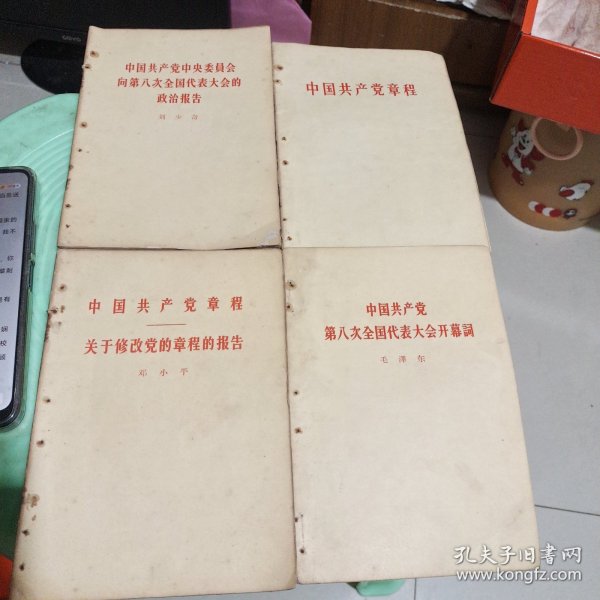 中国共产党中央委員会
向第八次全国代表大会的
政治报告
刘少奇
中国共产党章程
中国共产党章程
关于修改党的章程的报告
邓小平
中国共产党
第八次全国代表大会开幕詞
毛澤东
孔夫子旧书网
www.kongfz.com